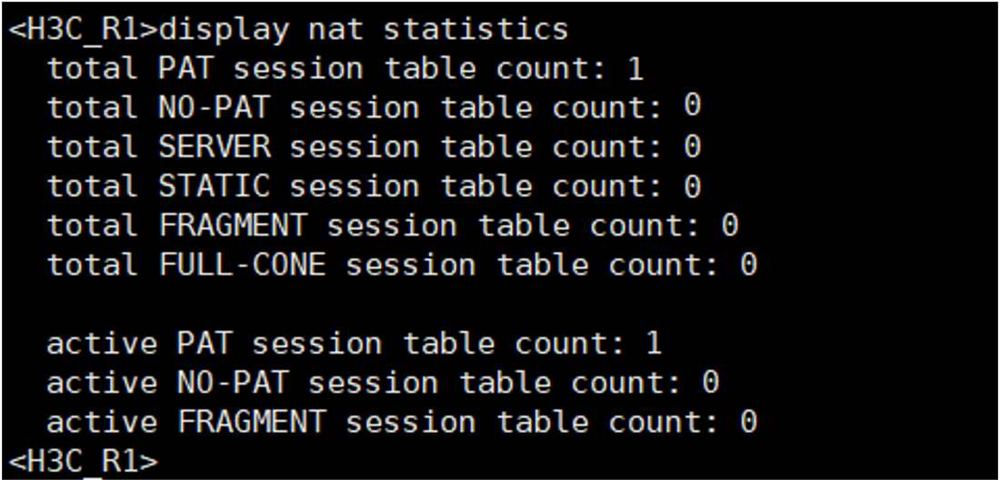 <H3C_R1>display nat statistics
  total PAT session table count: 1
  total NO-PAT session table count: 0
  total SERVER session table count: 0
  total STATIC session table count: 0
  total FRAGMENT session table count: 0
  total FULL-CONE session table count: 0

  active PAT session table count: 1
  active NO-PAT session table count: 0
  active FRAGMENT session table count: 0
<H3C_R1>